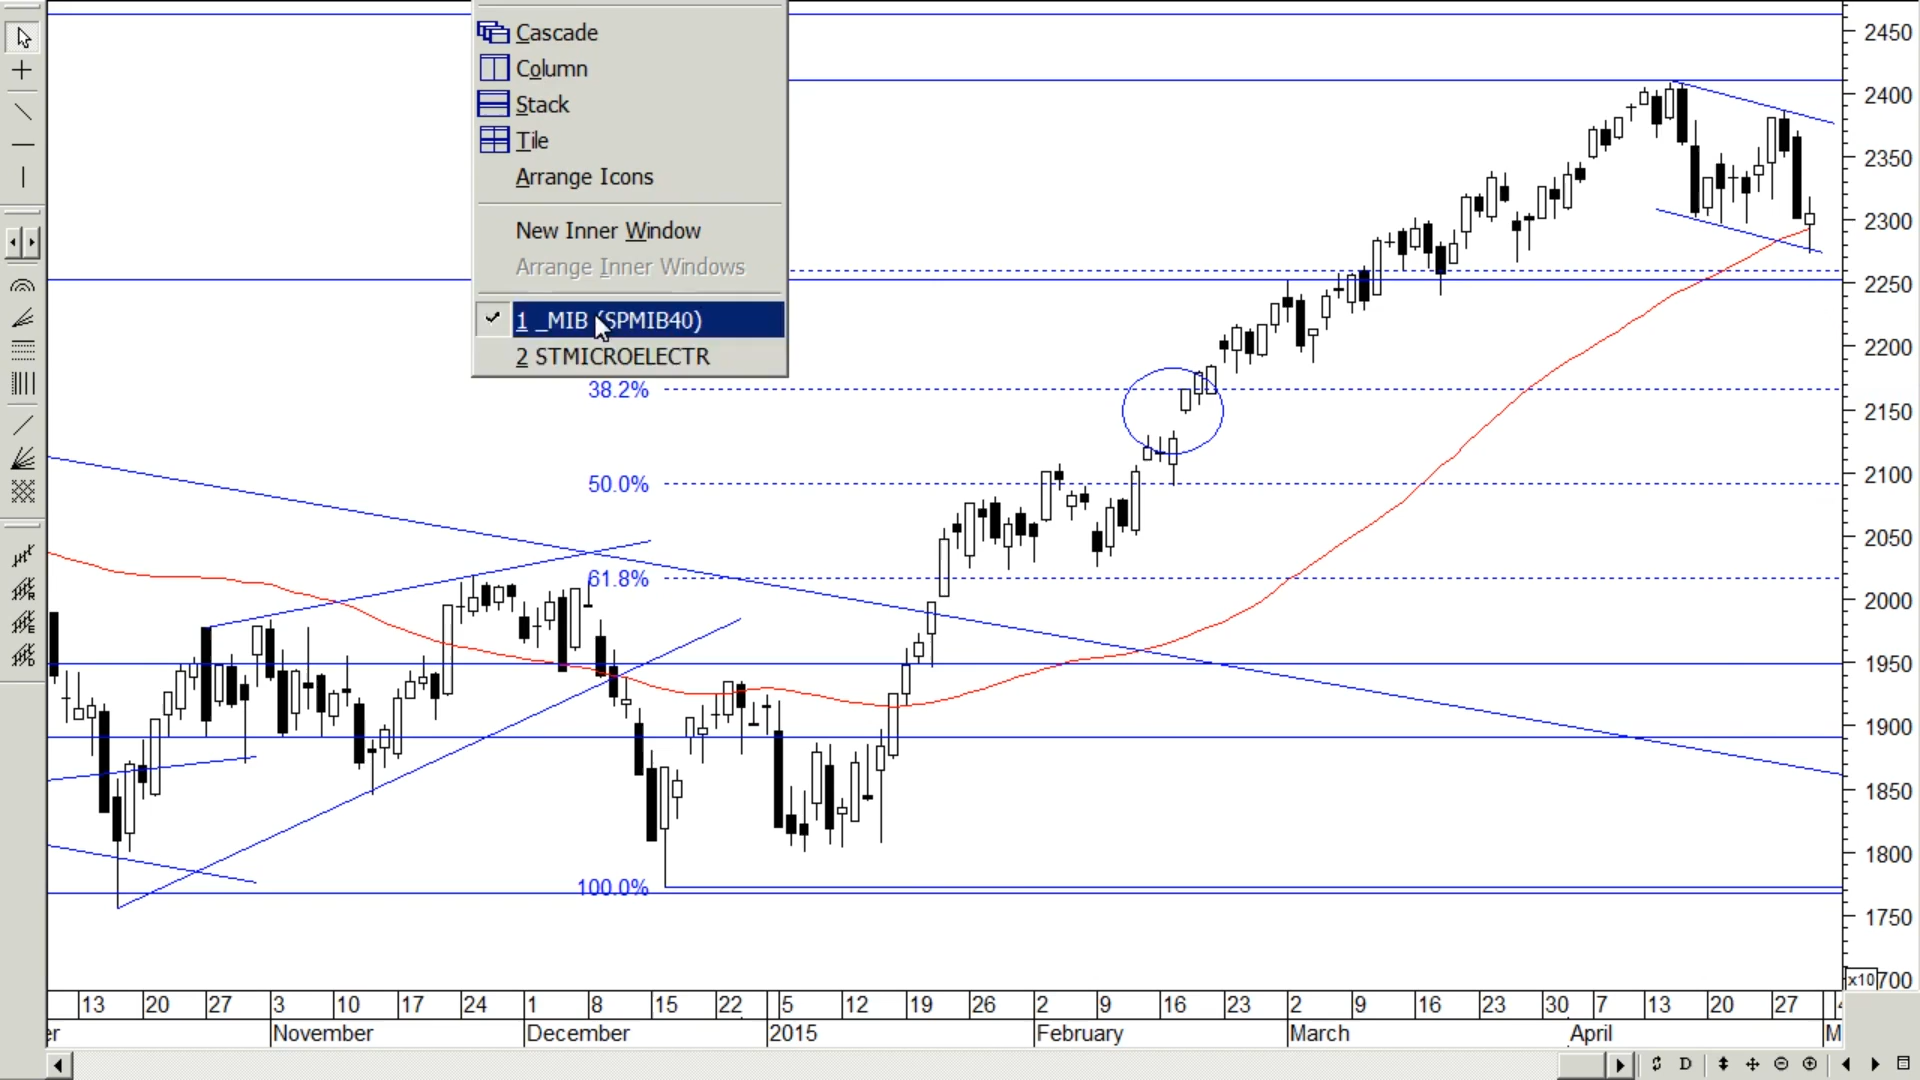 Cascade
Column
Stack
Tile
Arrange Icons
New Inner Window
Arrange Inner Windows
1 _MIB (SPMIB40)
2 STMICROELECTR
38.2%
50.0%
61.8%
100.0%
2450
2400
2350
2300
2250
2200
2150
2100
2050
2000
1950
1900
1850
1800
1750
x10 700
13 20 27 3 10 17 24 1 8 15 22 5 12 19 26 2 9 16 23 2 9 16 23 30 7 13 20 27 4
er November December 2015 February March April M
D